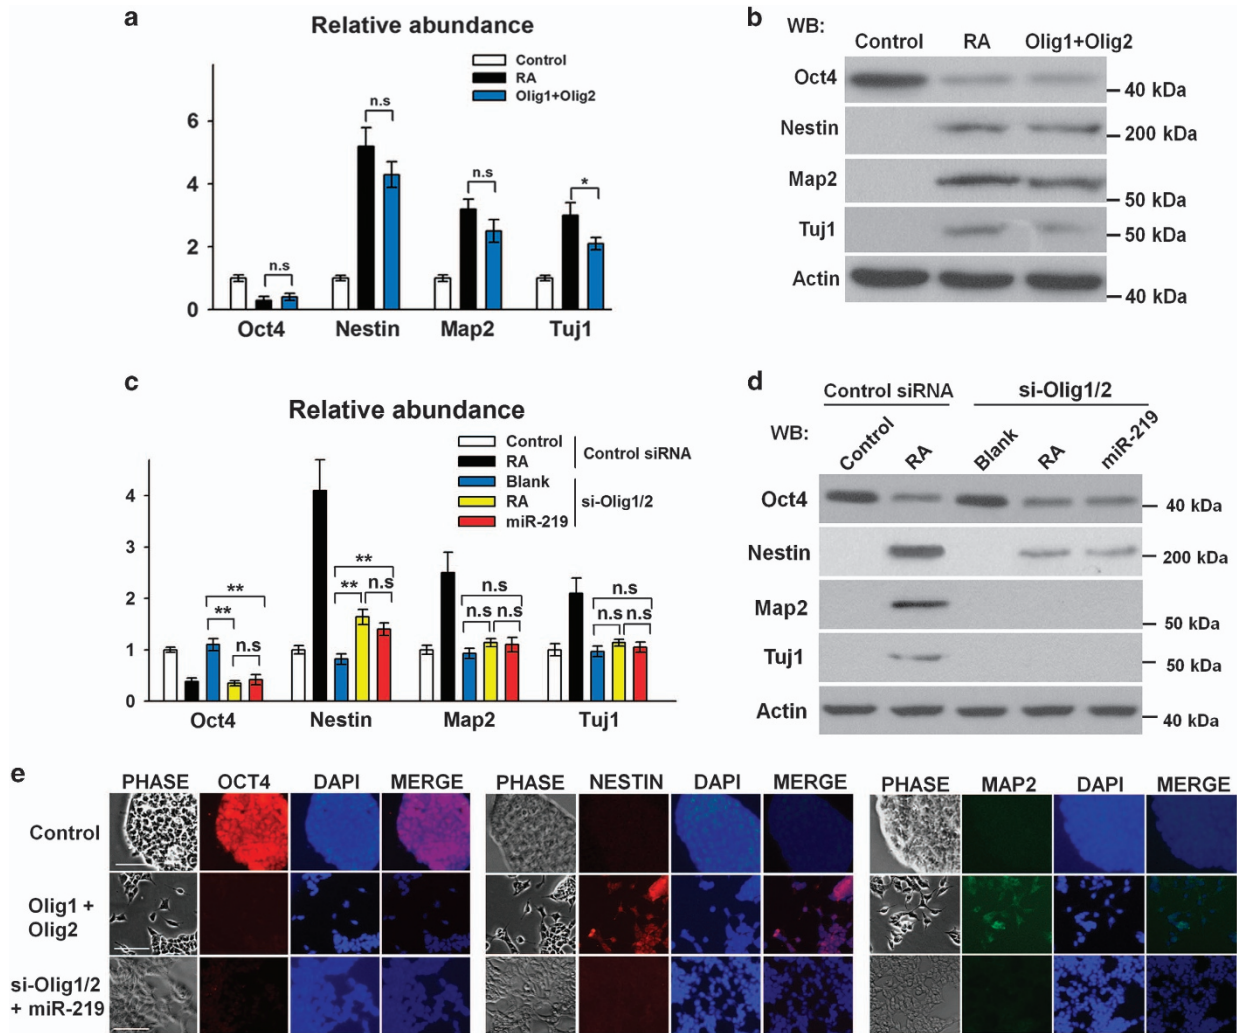 a
Relative abundance
Control
RA
Olig1+Olig2
6
4
2
0
n.s
n.s
n.s
*
Oct4 Nestin Map2 Tuj1
b
WB:
Control RA Olig1+Olig2
Oct4
40 kDa
Nestin
200 kDa
Map2
50 kDa
Tuj1
50 kDa
Actin
40 kDa
c
Relative abundance
Control
RA
Control siRNA
Blank
RA
miR-219
si-Olig1/2
4
3
2
1
0
**
**
n.s
**
**
n.s
n.s
n.s
n.s
n.s
n.s
n.s
Oct4 Nestin Map2 Tuj1
d
Control siRNA si-Olig1/2
WB:
Control RA Blank RA miR-219
Oct4
40 kDa
Nestin
200 kDa
Map2
50 kDa
Tuj1
50 kDa
Actin
40 kDa
e
PHASE OCT4 DAPI MERGE PHASE NESTIN DAPI MERGE PHASE MAP2 DAPI MERGE
Control
Olig1 +
Olig2
si-Olig1/2
+ miR-219